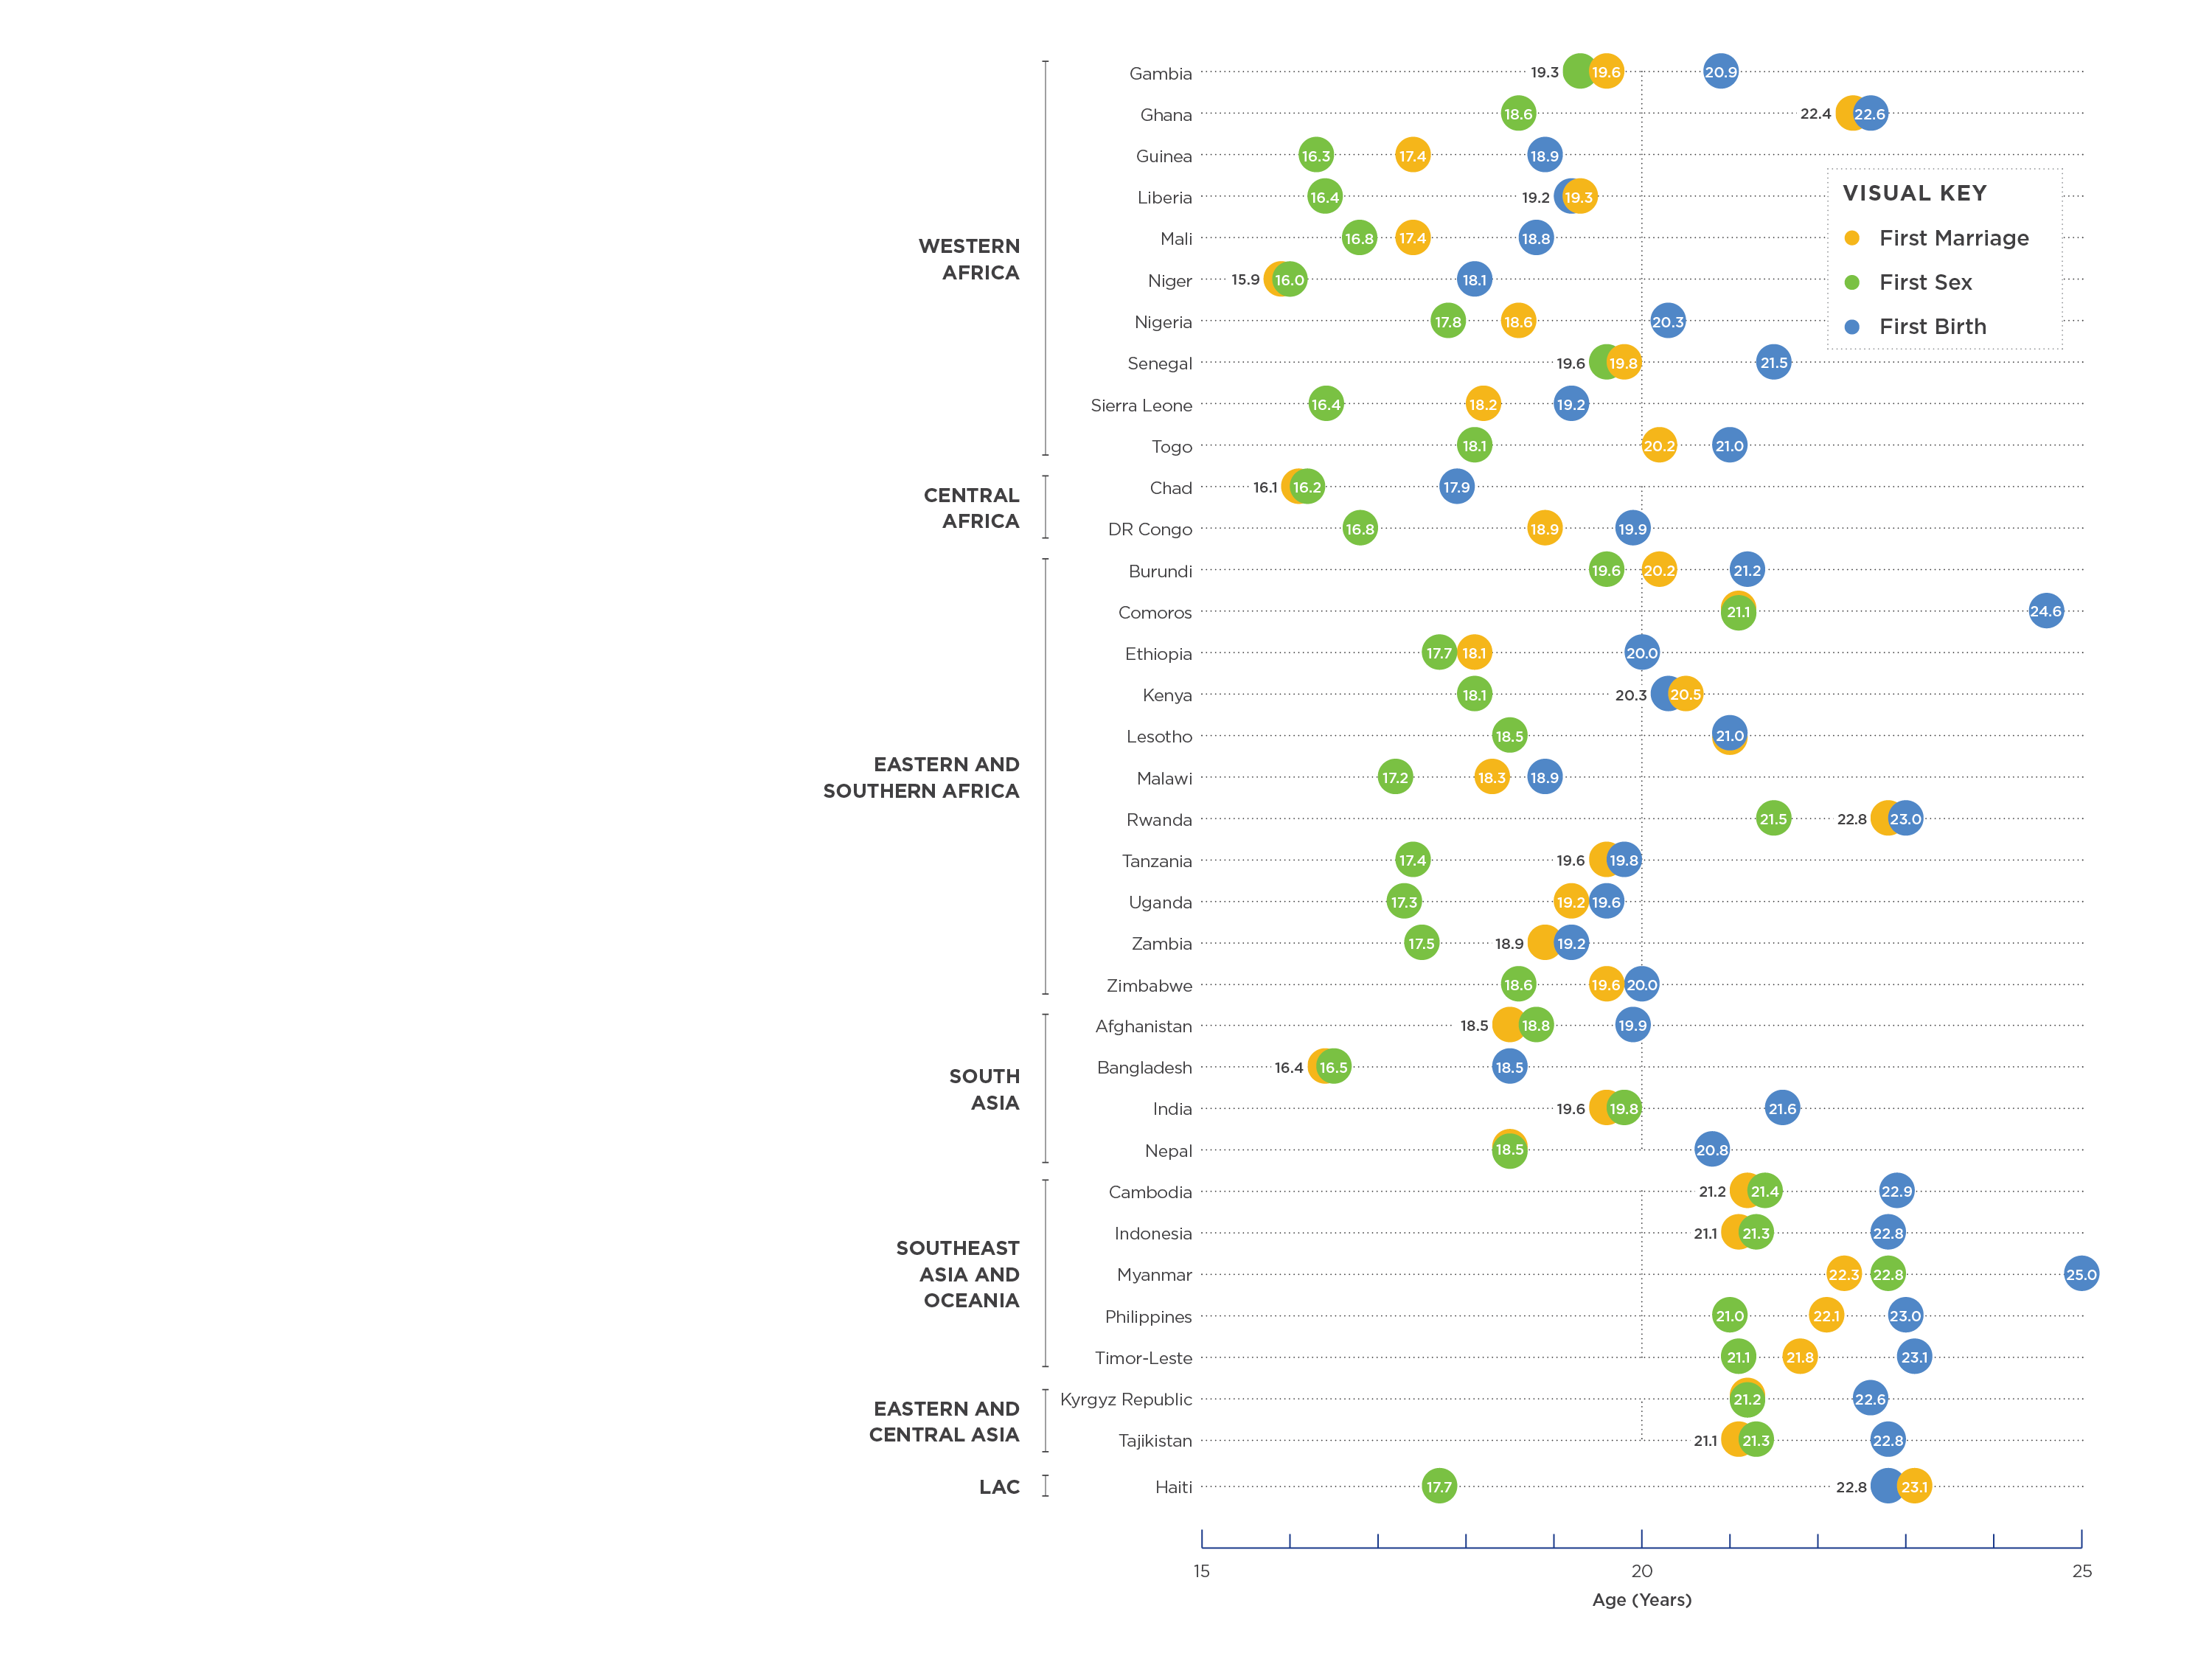 Gambia 19.3 19.6 20.9
Ghana 18.6 22.4 22.6
Guinea 16.3 17.4 18.9
Liberia 16.4 19.2 19.3
VISUAL KEY
Mali 16.8 17.4 18.8
First Marriage
WESTERN
AFRICA
Niger 15.9 16.0 18.1
First Sex
Nigeria 17.8 18.6 20.3
First Birth
Senegal 19.6 19.8 21.5
Sierra Leone 16.4 18.2 19.2
Togo 18.1 20.2 21.0
CENTRAL
AFRICA
Chad 16.1 16.2 17.9
DR Congo 16.8 18.9 19.9
Burundi 19.6 20.2 21.2
Comoros 21.1 24.6
Ethiopia 17.7 18.1 20.0
Kenya 18.1 20.3 20.5
Lesotho 18.5 21.0
EASTERN AND
SOUTHERN AFRICA
Malawi 17.2 18.3 18.9
Rwanda 21.5 22.8 23.0
Tanzania 17.4 19.6 19.8
Uganda 17.3 19.2 19.6
Zambia 17.5 18.9 19.2
Zimbabwe 18.6 19.6 20.0
Afghanistan 18.5 18.8 19.9
SOUTH
ASIA
Bangladesh 16.4 16.5 18.5
India 19.6 19.8 21.6
Nepal 18.5 20.8
Cambodia 21.2 21.4 22.9
Indonesia 21.1 21.3 22.8
SOUTHEAST
ASIA AND
OCEANIA
Myanmar 22.3 22.8 25.0
Philippines 21.0 22.1 23.0
Timor-Leste 21.1 21.8 23.1
EASTERN AND
CENTRAL ASIA
Kyrgyz Republic 21.2 22.6
Tajikistan 21.1 21.3 22.8
LAC
Haiti 17.7 22.8 23.1
15 20 25
Age (Years)